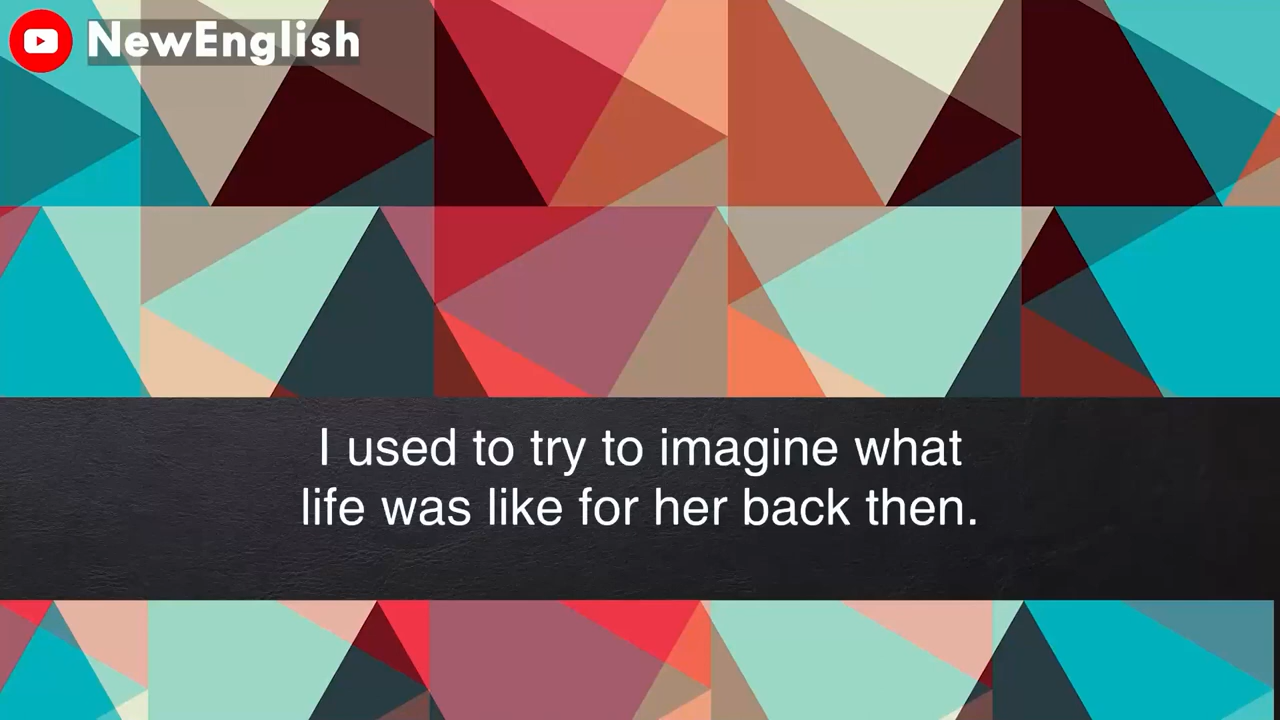 NewEnglish
I used to try to imagine what
life was like for her back then.